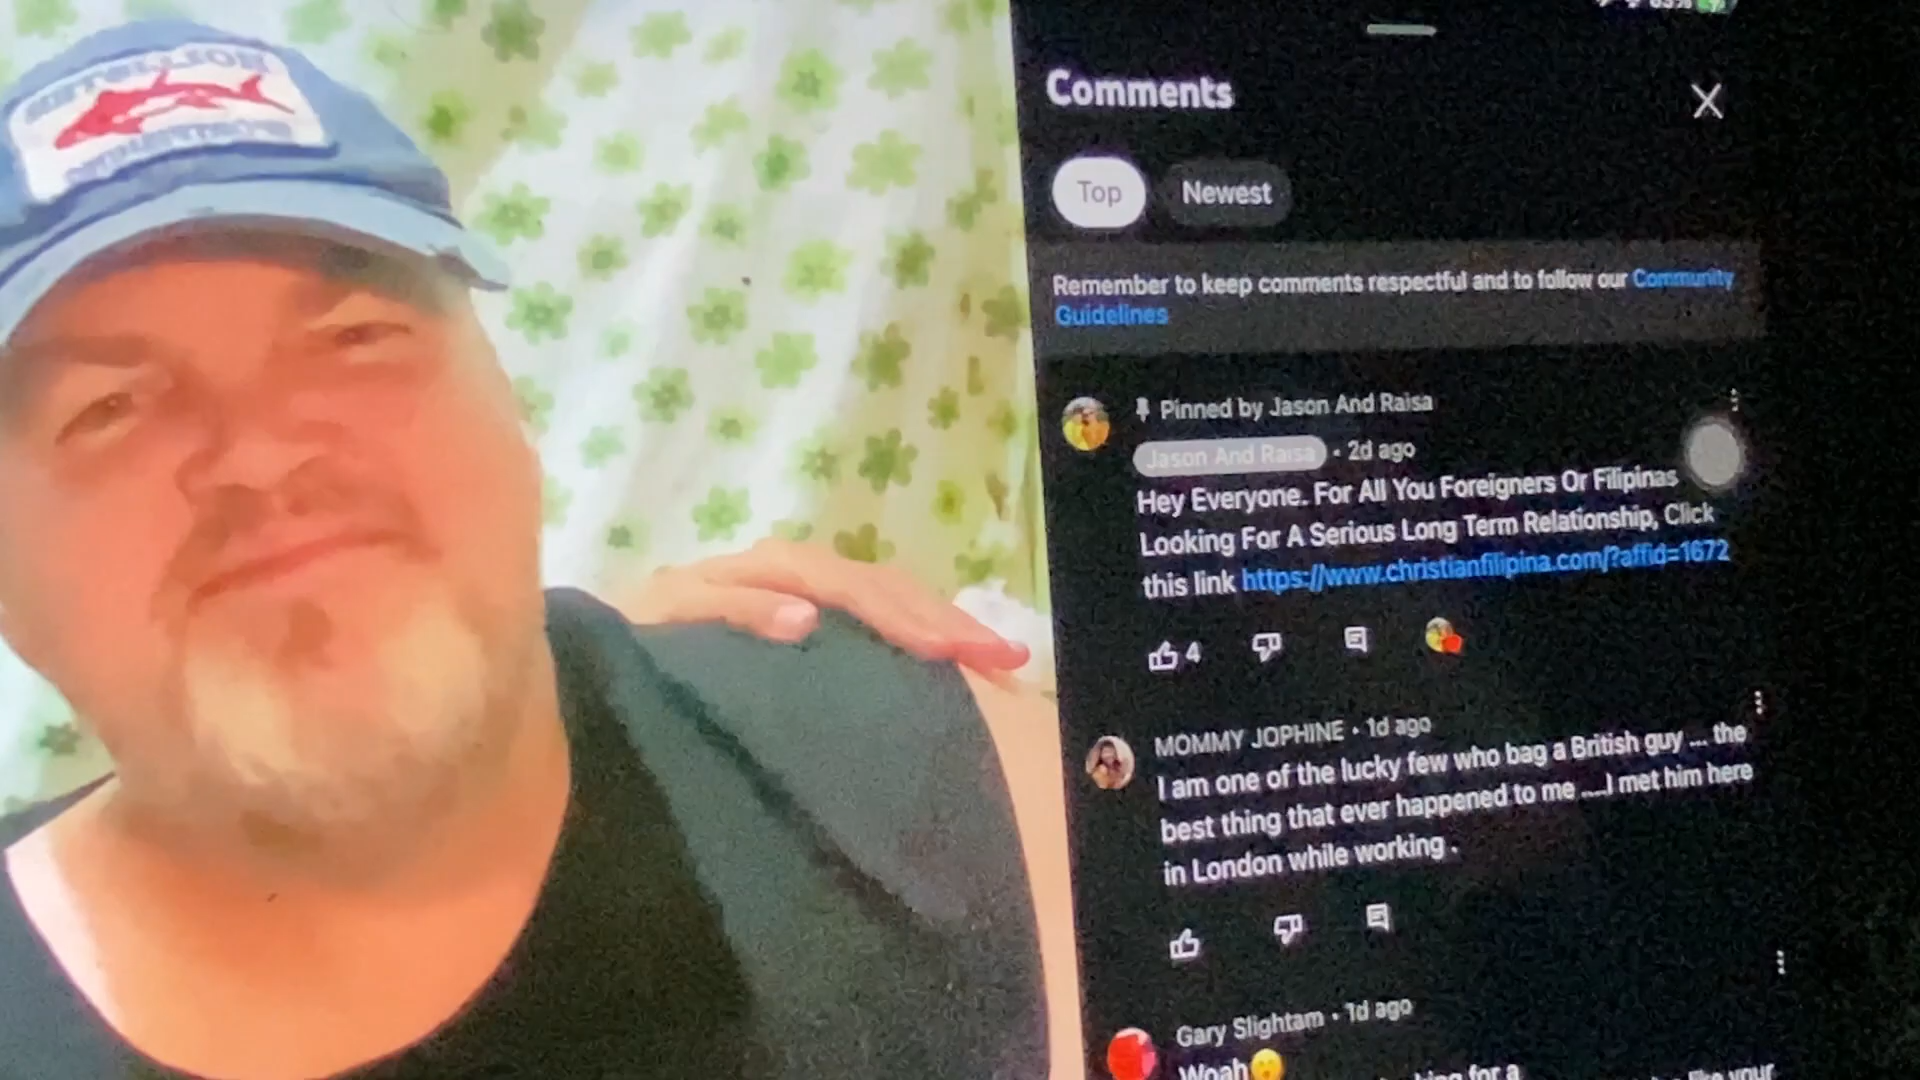 Comments
Top
Newest
Remember to keep comments respectful and to follow our Community
Guidelines
Pinned by Jason And Raisa
Jason And Raisa • 2d ago
Hey Everyone. For All You Foreigners Or Filipinas
Looking For A Serious Long Term Relationship, Click
this link https://www.christianfilipina.com/?affid=1672
4
MOMMY JOPHINE • 1d ago
I am one of the lucky few who bag a British guy ... the
best thing that ever happened to me ....I met him here
in London while working .
Gary Slightam • 1d ago
Woah
for a
your